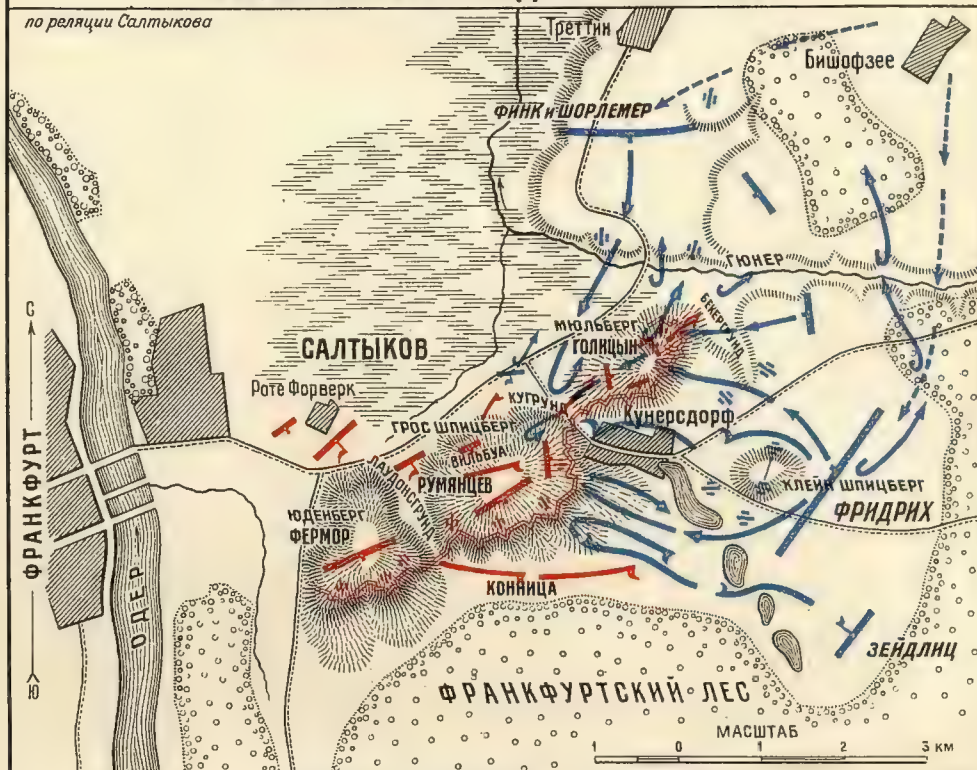 по реляции Салтыкова
Треттин
Бишофзее
ФИНК и ШОРЛЕМЕР
ГЮНЕР
С
БЕКЕРГРУНД
МЮЛЬБЕРГ
ГОЛИЦЫН
САЛТЫКОВ
Роте Форверк
КУГРУНД
Кунерсдорф
ГРОС ШПИЦБЕРГ
ВИЛЬБУА
РУМЯНЦЕВ
ЛАУДОНСГРУНД
КЛЕЙН ШПИЦБЕРГ
ФРИДРИХ
ЮДЕНБЕРГ
ФЕРМОР
ФРАНКФУРТ
ОДЕР
КОННИЦА
ЗЕЙДЛИЦ
Ю
ФРАНКФУРТСКИЙ ЛЕС
МАСШТАБ
1 0 1 2 3 км